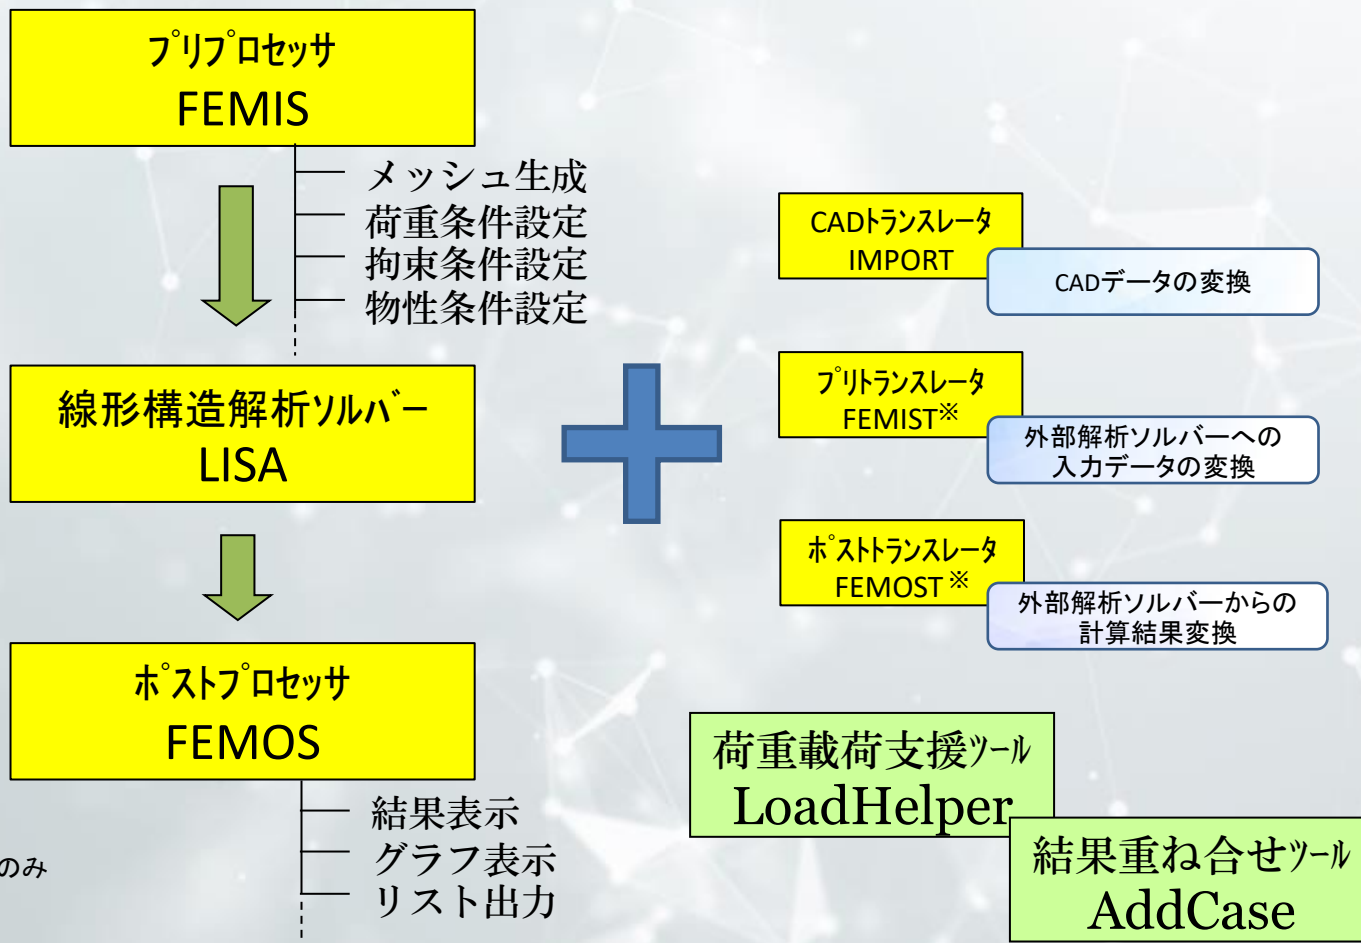 ﾌﾟﾘﾌﾟﾛｾｯｻ
FEMIS
メッシュ生成
荷重条件設定
拘束条件設定
物性条件設定
線形構造解析ｿﾙﾊﾞｰ
LISA
ﾎﾟｽﾄﾌﾟﾛｾｯｻ
FEMOS
結果表示
グラフ表示
リスト出力
のみ
CADﾄﾗﾝｽﾚｰﾀ
IMPORT
CADデータの変換
ﾌﾟﾘﾄﾗﾝｽﾚｰﾀ
FEMIST※
外部解析ソルバーへの
入力データの変換
ﾎﾟｽﾄﾄﾗﾝｽﾚｰﾀ
FEMOST※
外部解析ソルバーからの
計算結果変換
荷重載荷支援ﾂｰﾙ
LoadHelper
結果重ね合せﾂｰﾙ
AddCase